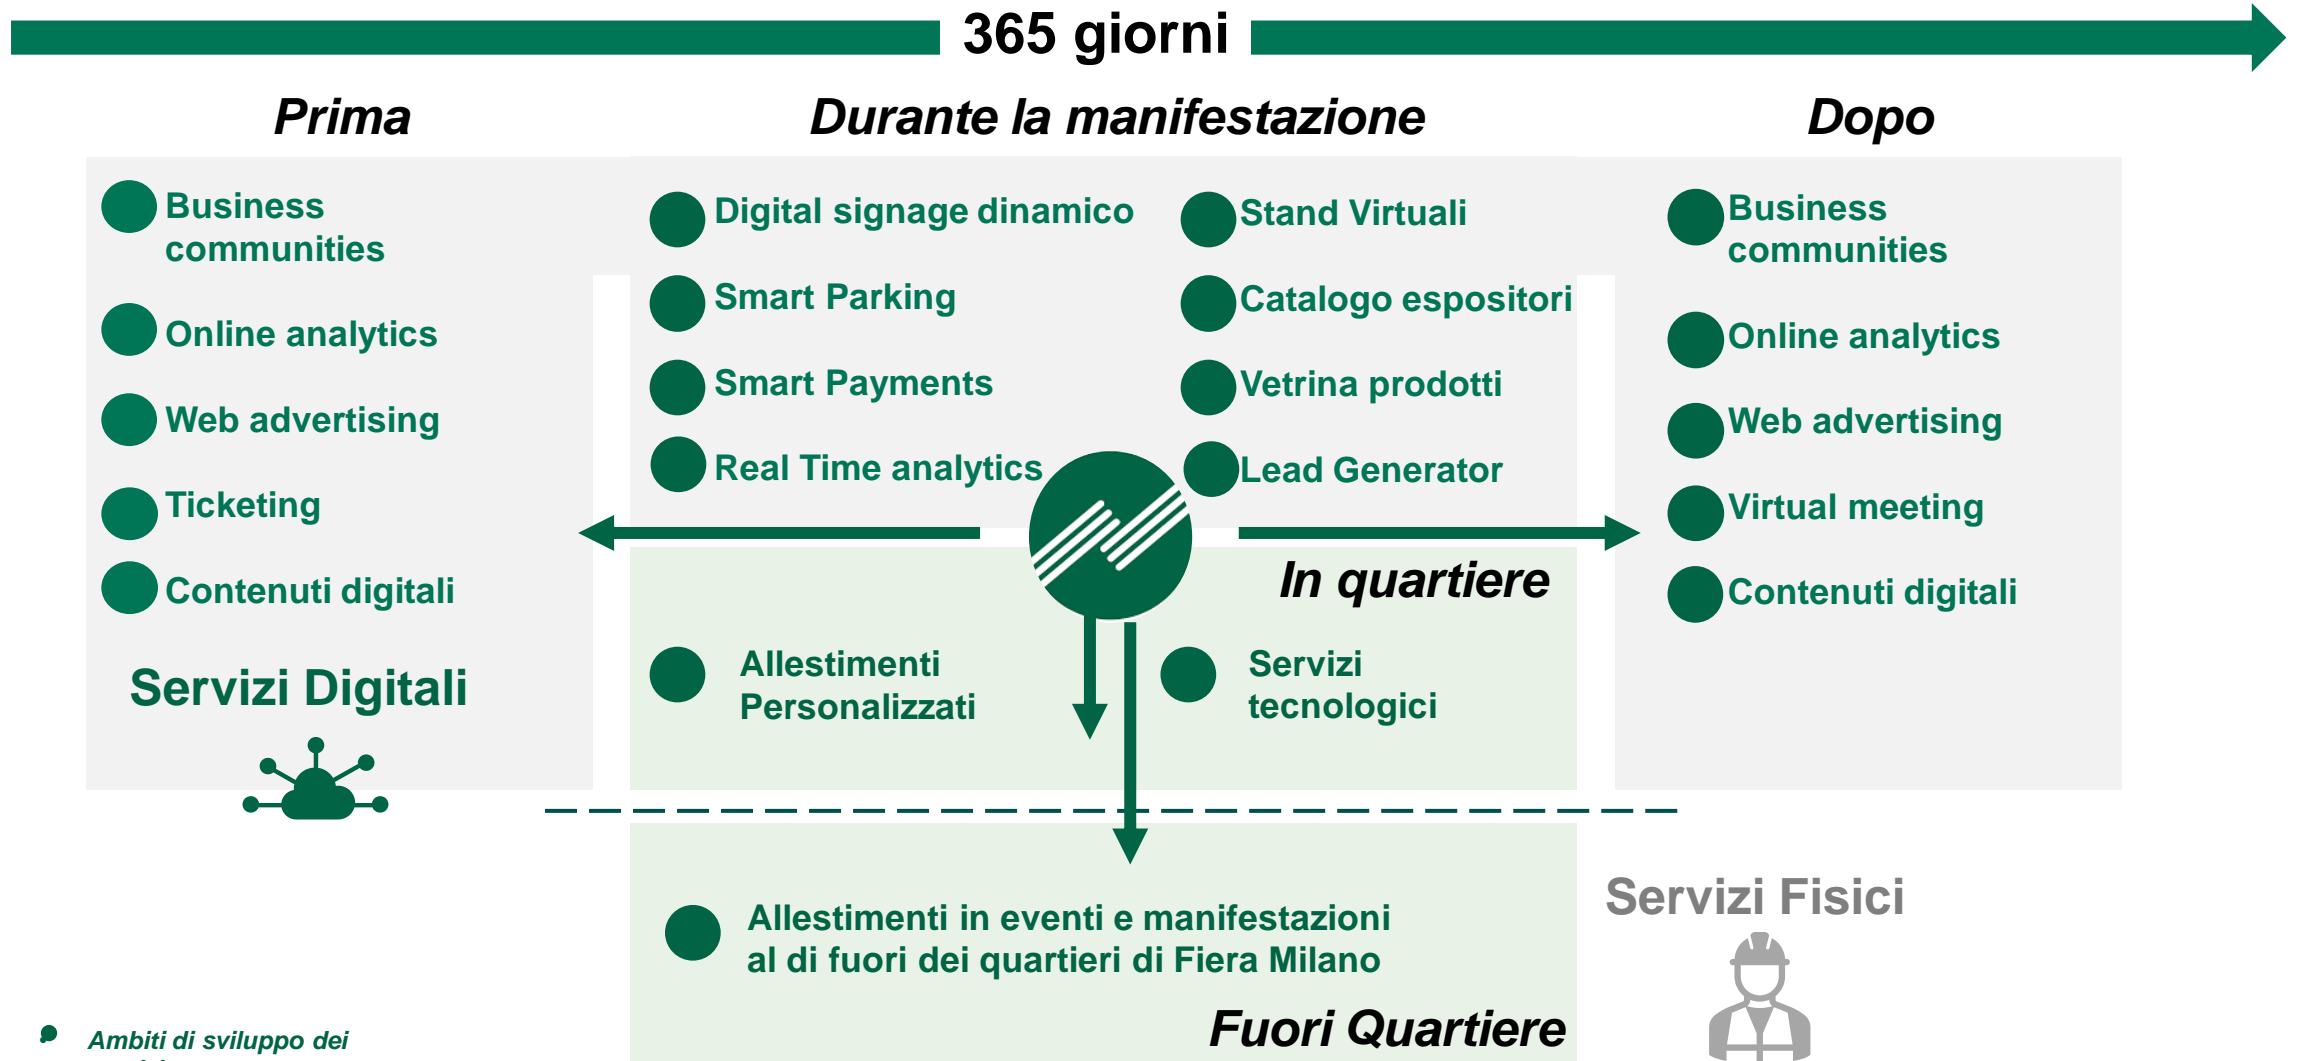 365 giorni
Prima
Durante la manifestazione
Dopo
Business
communities
Online analytics
Web advertising
Ticketing
Contenuti digitali
Servizi Digitali
Digital signage dinamico
Smart Parking
Smart Payments
Real Time analytics
Stand Virtuali
Catalogo espositori
Vetrina prodotti
Lead Generator
Business
communities
Online analytics
Web advertising
Virtual meeting
Contenuti digitali
In quartiere
Allestimenti
Personalizzati
Servizi
tecnologici
Allestimenti in eventi e manifestazioni
al di fuori dei quartieri di Fiera Milano
Fuori Quartiere
Servizi Fisici
Ambiti di sviluppo dei